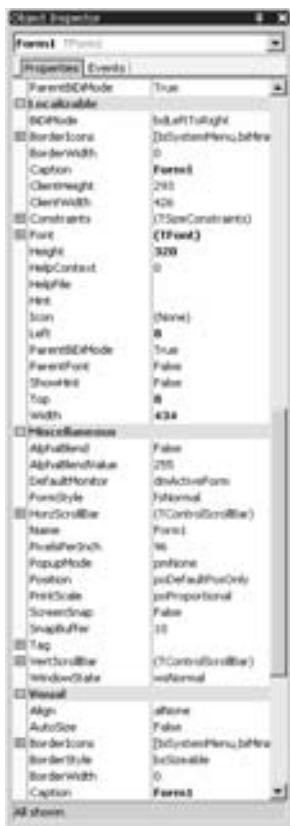 Object Inspector
Form1 TForm1
Properties Events
ParentBiDiMode True
Localizable
BiDiMode bdLeftToRight
BorderIcons [biSystemMenu,biMini
BorderWidth 0
Caption Form1
ClientHeight 293
ClientWidth 426
Constraints (TSizeConstraints)
Font (TFont)
Height 320
HelpContext 0
HelpFile
Hint
Icon (None)
Left 8
ParentBiDiMode True
ParentFont False
ShowHint False
Top 8
Width 434
Miscellaneous
AlphaBlend False
AlphaBlendValue 255
DefaultMonitor dmActiveForm
FormStyle fsNormal
HorzScrollBar (TControlScrollBar)
Name Form1
PixelsPerInch 96
PopupMode pmNone
Position poDefaultPosOnly
PrintScale poProportional
ScreenSnap False
SnapBuffer 10
Tag
VertScrollBar (TControlScrollBar)
WindowState wsNormal
Visual
Align alNone
AutoSize False
BorderIcons [biSystemMenu,biMini
BorderStyle bsSizeable
BorderWidth 0
Caption Form1
All shown